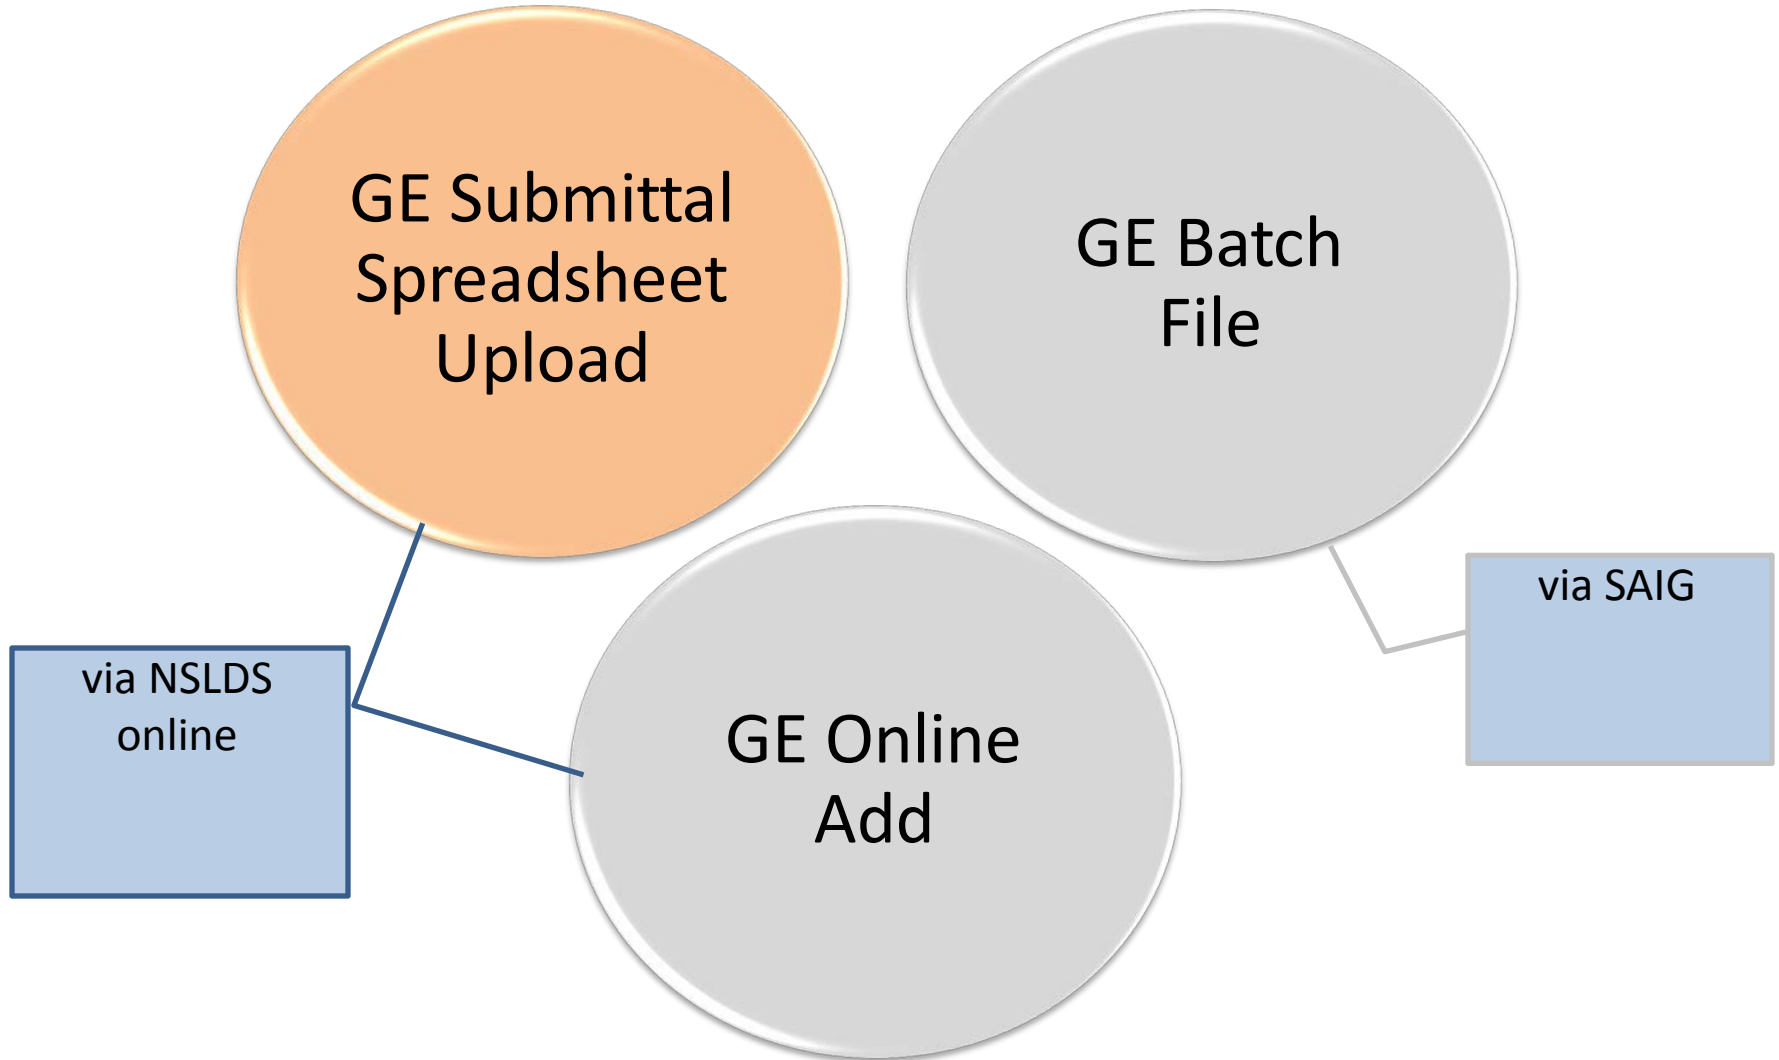 GE Submittal
Spreadsheet
Upload
GE Batch
File
via SAIG
via NSLDS
online
GE Online
Add